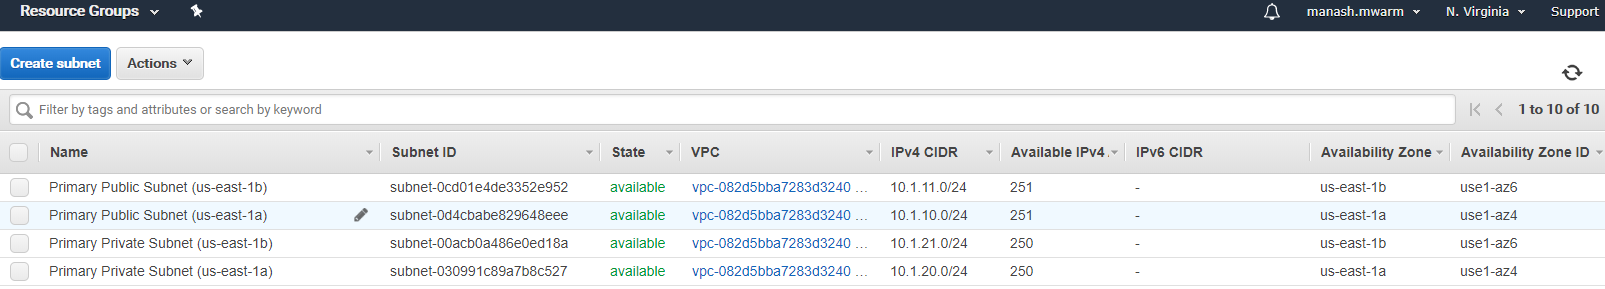 Resource Groups manash.mwarm N. Virginia Support
Create subnet Actions
Filter by tags and attributes or search by keyword 1 to 10 of 10
Name Subnet ID State VPC IPv4 CIDR Available IPv4 IPv6 CIDR Availability Zone Availability Zone ID
Primary Public Subnet (us-east-1b) subnet-0cd01e4de3352e952 available vpc-082d5bba7283d3240 ... 10.1.11.0/24 251 - us-east-1b use1-az6
Primary Public Subnet (us-east-1a) subnet-0d4cbabe829648eee available vpc-082d5bba7283d3240 ... 10.1.10.0/24 251 - us-east-1a use1-az4
Primary Private Subnet (us-east-1b) subnet-00acb0a486e0ed18a available vpc-082d5bba7283d3240 ... 10.1.21.0/24 250 - us-east-1b use1-az6
Primary Private Subnet (us-east-1a) subnet-030991c89a7b8c527 available vpc-082d5bba7283d3240 ... 10.1.20.0/24 250 - us-east-1a use1-az4